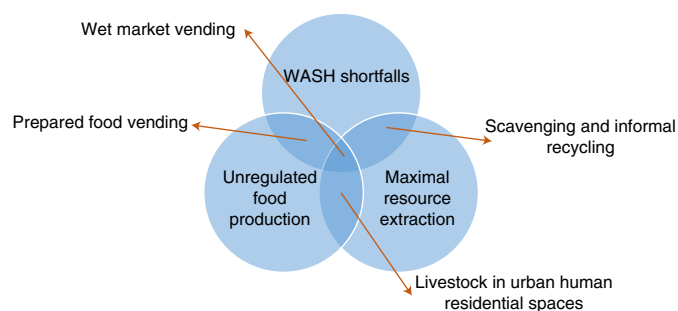 Wet market vending
WASH shortfalls
Prepared food vending
Scavenging and informal
recycling
Unregulated
food
production
Maximal
resource
extraction
Livestock in urban human
residential spaces